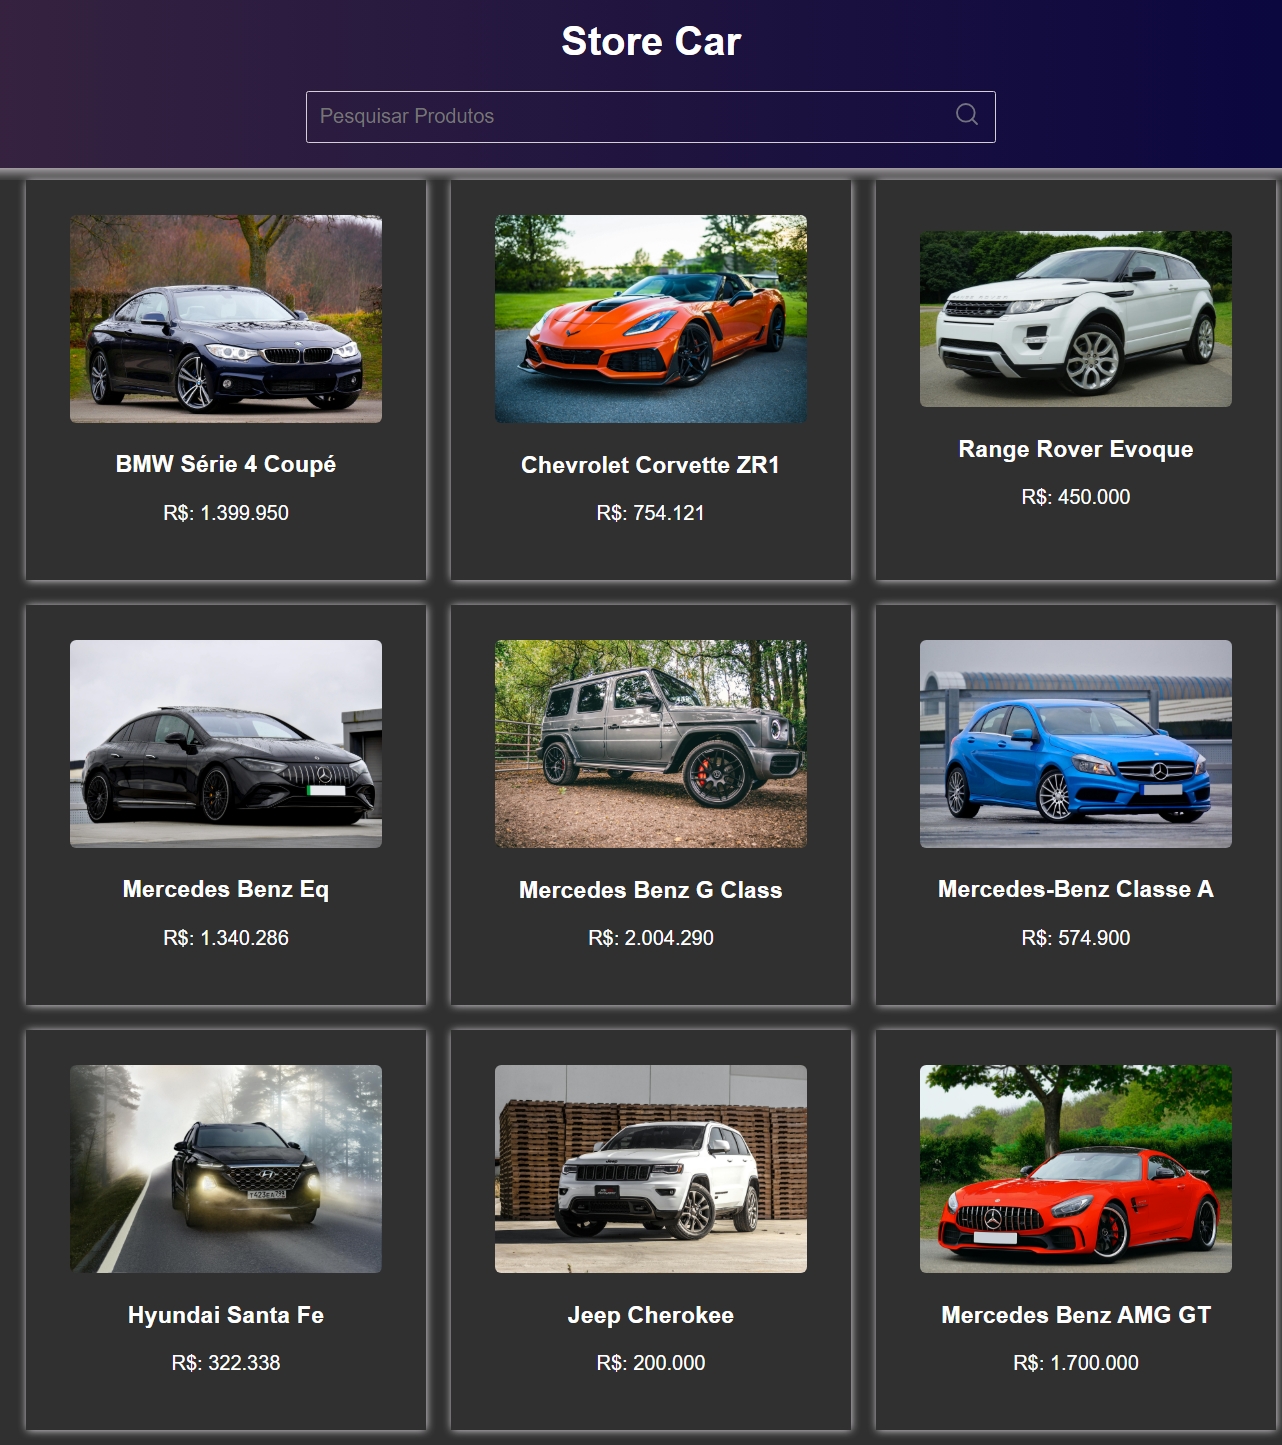 Store Car
Pesquisar Produtos
BMW Série 4 Coupé
R$: 1.399.950
Chevrolet Corvette ZR1
R$: 754.121
Range Rover Evoque
R$: 450.000
Mercedes Benz Eq
R$: 1.340.286
Mercedes Benz G Class
R$: 2.004.290
Mercedes-Benz Classe A
R$: 574.900
Hyundai Santa Fe
R$: 322.338
Jeep Cherokee
R$: 200.000
Mercedes Benz AMG GT
R$: 1.700.000